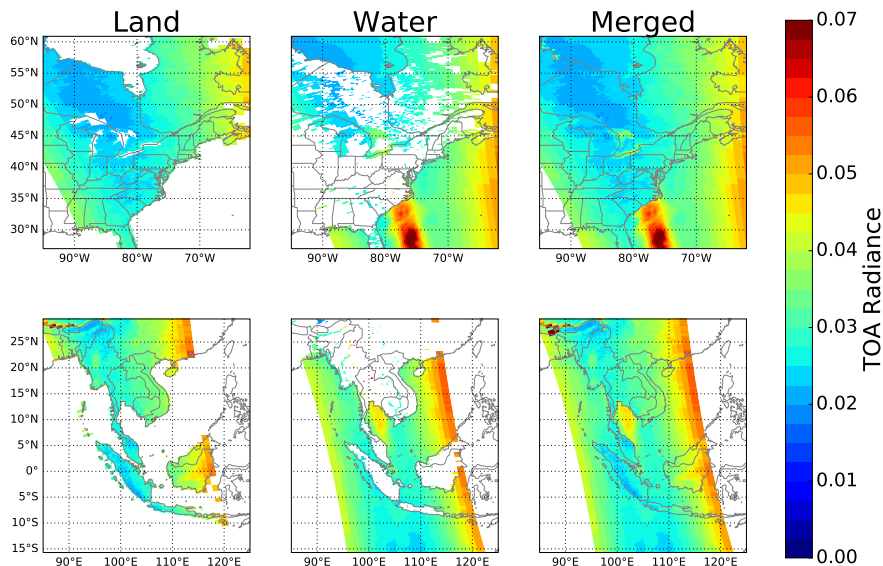 Land Water Merged
60°N
55°N
50°N
45°N
40°N
35°N
30°N
90°W 80°W 70°W 90°W 80°W 70°W 90°W 80°W 70°W
25°N
20°N
15°N
10°N
5°N
0°
5°S
10°S
15°S
90°E 100°E 110°E 120°E 90°E 100°E 110°E 120°E 90°E 100°E 110°E 120°E
0.07
0.06
0.05
0.04
0.03
0.02
0.01
0.00
TOA Radiance